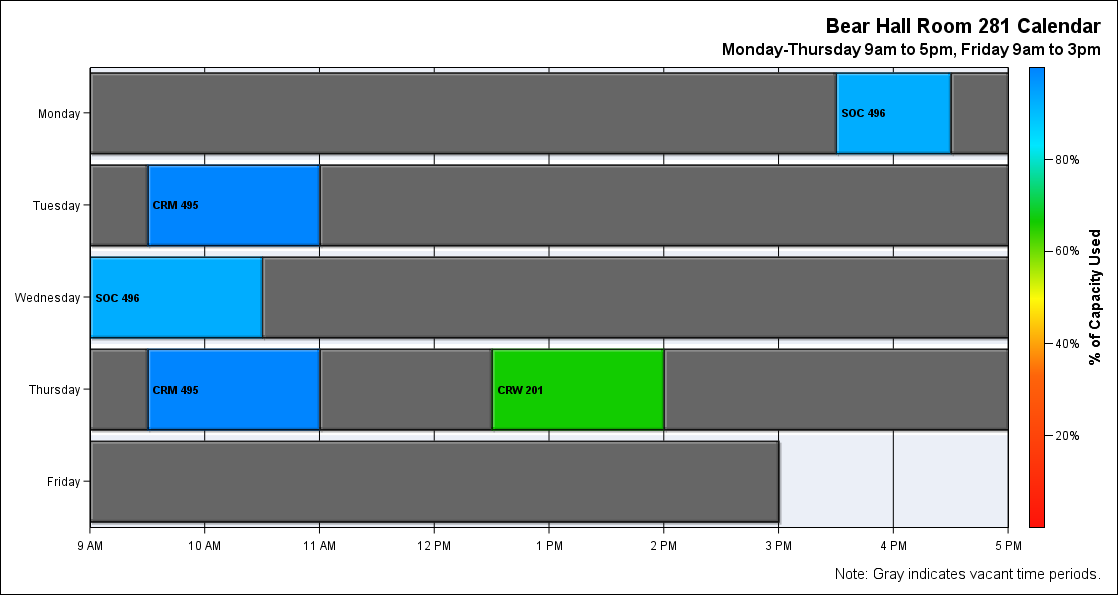 Bear Hall Room 281 Calendar
Monday-Thursday 9am to 5pm, Friday 9am to 3pm
Monday
SOC 496
Tuesday
CRM 495
Wednesday
SOC 496
Thursday
CRM 495
CRW 201
Friday
9 AM
10 AM
11 AM
12 PM
1 PM
2 PM
3 PM
4 PM
5 PM
80%
60%
40%
20%
% of Capacity Used
Note: Gray indicates vacant time periods.